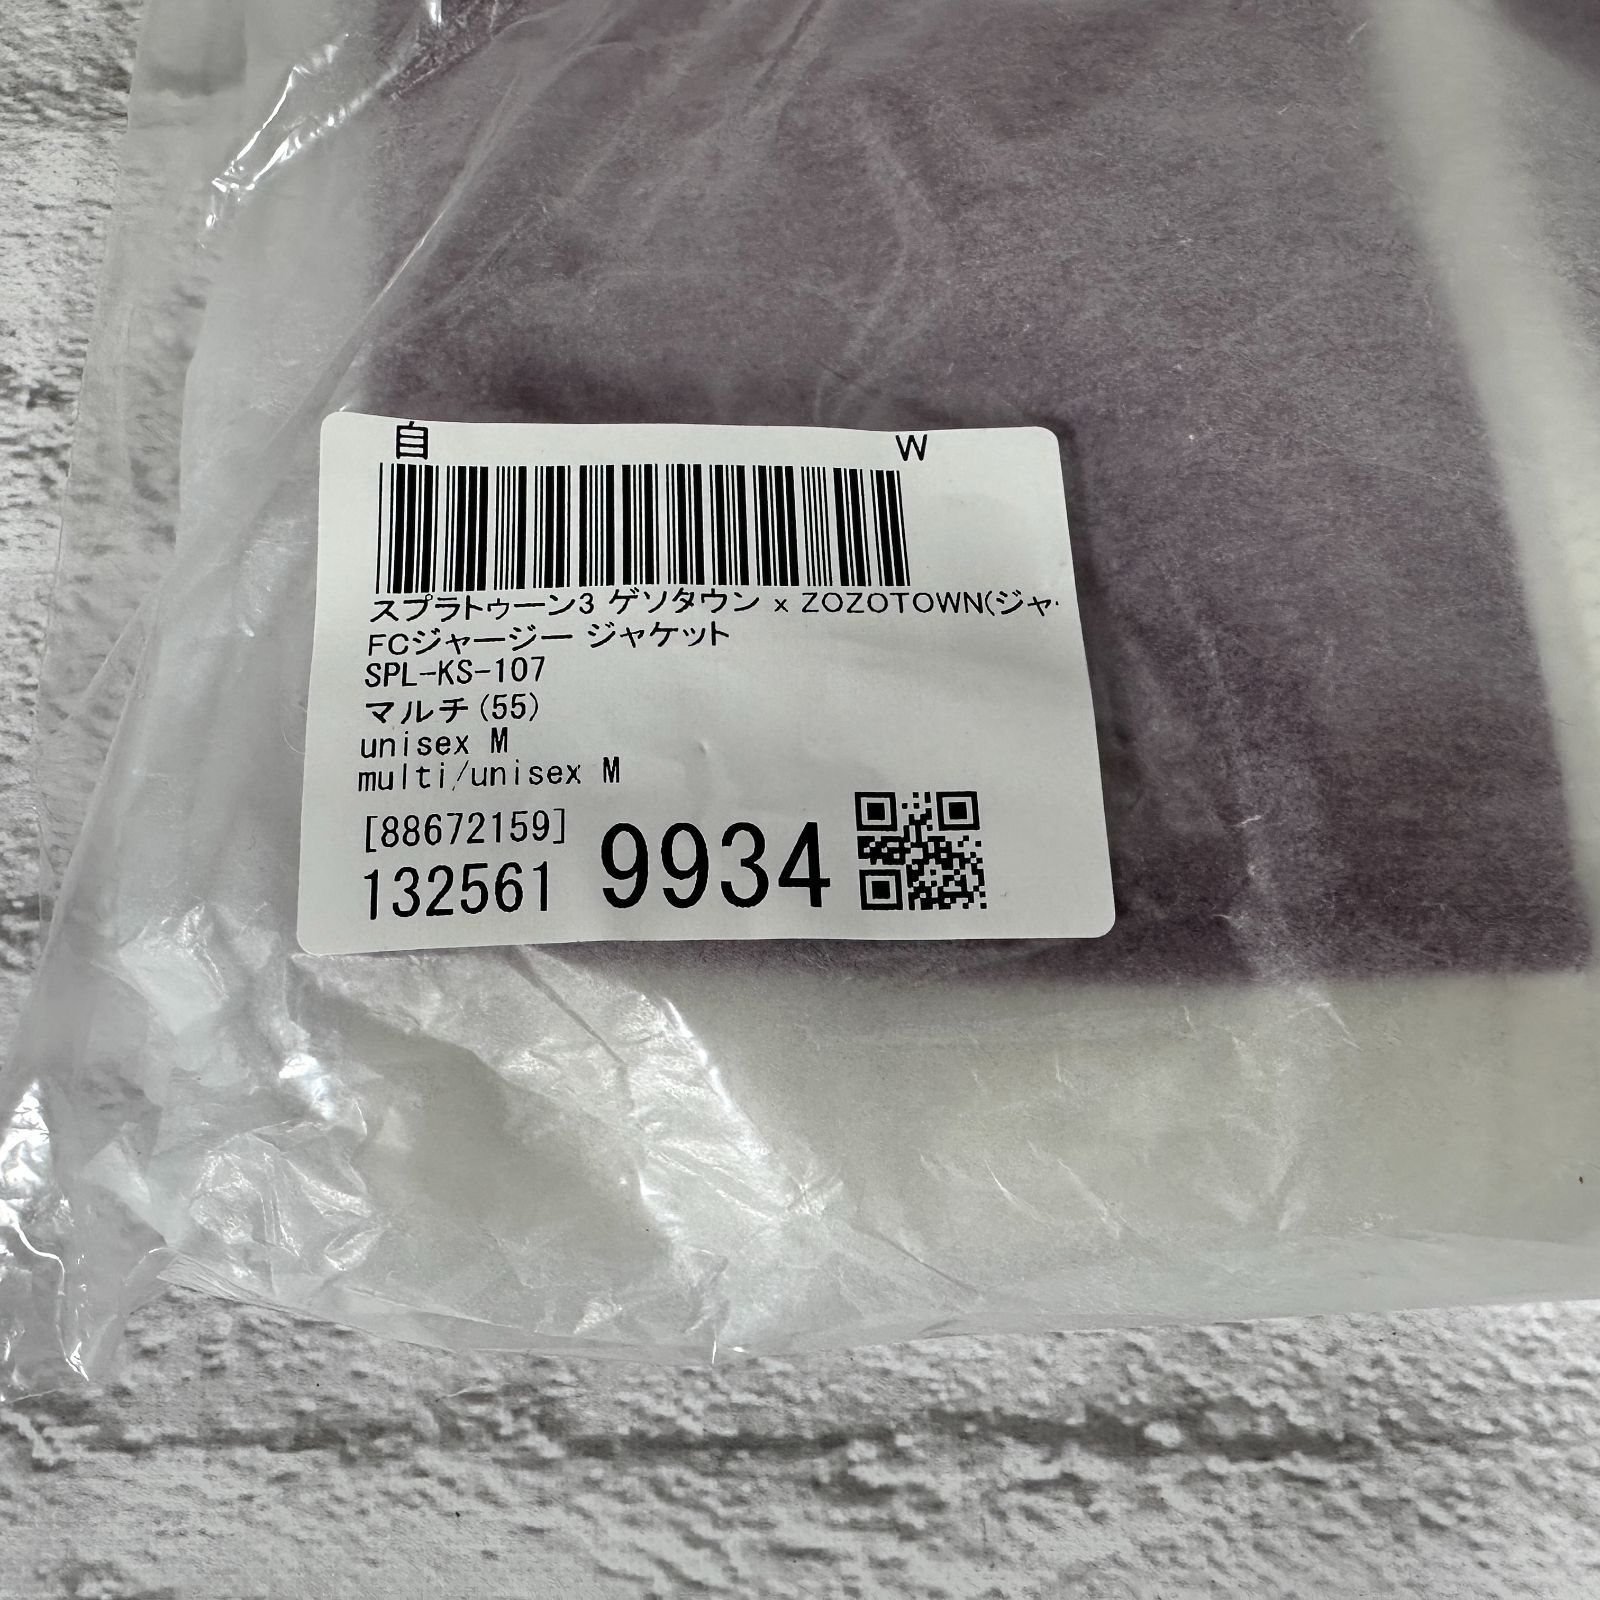 自 W
スプラトゥーン3 ゲソタウン x ZOZOTOWN(ジャ
FCジャージー ジャケット
SPL-KS-107
マルチ(55)
unisex M
multi/unisex M
[88672159]
132561 9934